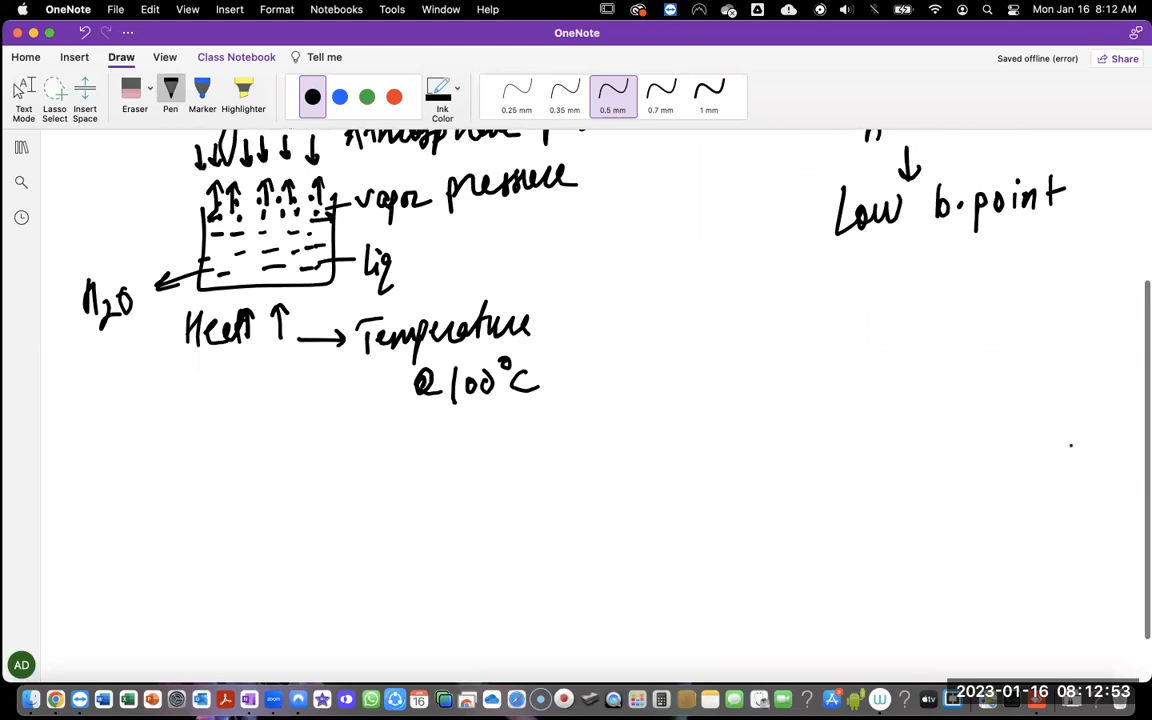 OneNote File Edit View Insert Format Notebooks Tools Window Help Mon Jan 16 8:12 AM
OneNote
Home Insert Draw View Class Notebook Tell me Saved offline (error) Share
Text Mode Lasso Select Insert Space Eraser Pen Marker Highlighter Ink Color 0.25 mm 0.35 mm 0.5 mm 0.7 mm 1 mm
vapor pressure
Low b.point
liq
H2O
Heat ↑ → Temperature
@ 100°C
AD
2023-01-16 08:12:53